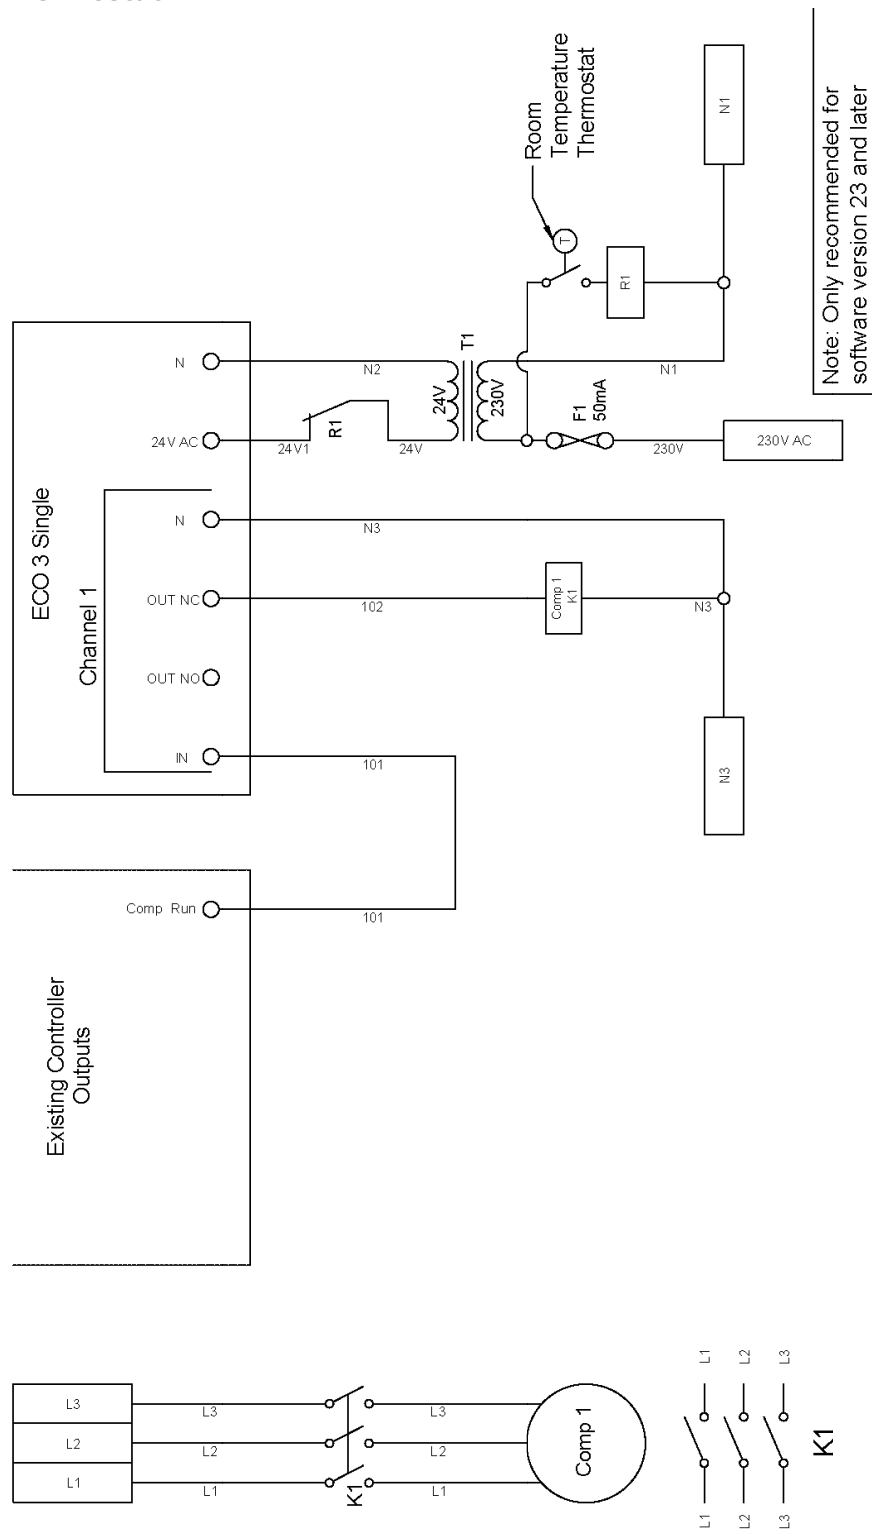 Note: Only recommended for
software version 23 and later
Room
Temperature
Thermostat
N1
T
R1
N1
230V AC
230V
F1
50mA
T1
24V
230V
N2
24V
R1
24V1
N
24V AC
ECO 3 Single
Channel 1
N
OUT NC
OUT NO
IN
N3
102
Comp 1
K1
N3
N3
101
101
Comp Run
Existing Controller
Outputs
L3
L2
L1
L3
L2
L1
K1
L3
L2
L1
Comp 1
L1
L2
L3
L1
L2
L3
K1